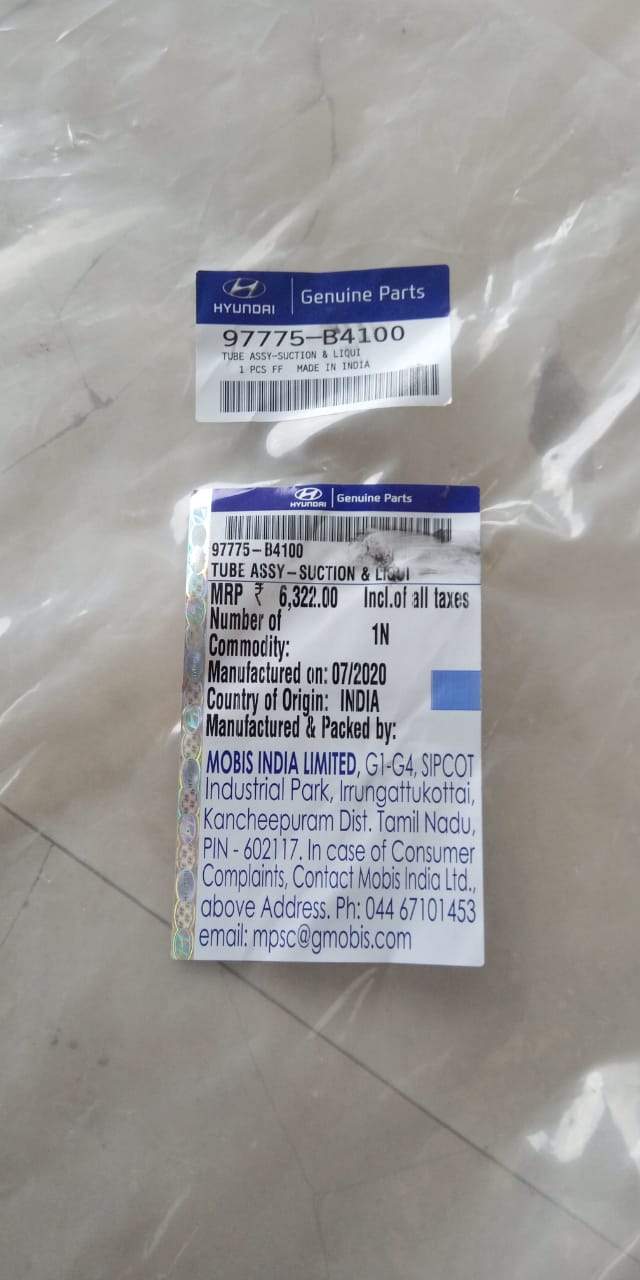 HYUNDAI | Genuine Parts
97775-B4100
TUBE ASSY-SUCTION & LIQUI
1 PCS FF MADE IN INDIA
HYUNDAI | Genuine Parts
97775-B4100
TUBE ASSY-SUCTION & LIQUI
MRP ₹ 6,322.00 Incl.of all taxes
Number of
Commodity: 1N
Manufactured on: 07/2020
Country of Origin: INDIA
Manufactured & Packed by:
MOBIS INDIA LIMITED, G1-G4, SIPCOT
Industrial Park, Irrungattukottai,
Kancheepuram Dist. Tamil Nadu,
PIN - 602117. In case of Consumer
Complaints, Contact Mobis India Ltd.,
above Address. Ph: 044 67101453
email: mpsc@gmobis.com